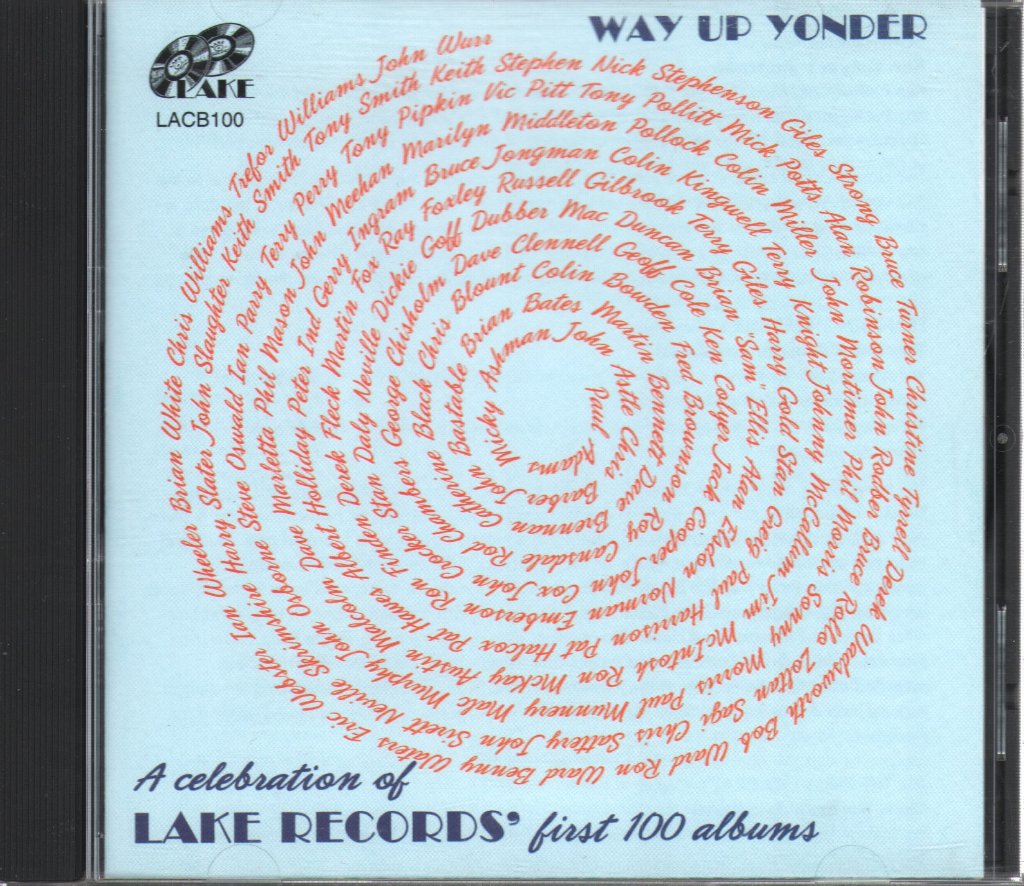 WAY UP YONDER
LAKE
LACB100
Paul Adams Micky Ashman John Astle Chris Barber John Bastable Brian Bates Martin Bennett Dave Brennan Catherine Black Chris Blount Colin Bowden Fred Brownson Roy Cansdale Rod Chambers George Chisholm Dave Clennell Geoff Cole Ken Colyer Jack Cooper John Cox John Crocker Stan Daly Neville Dickie Goff Dubber Mac Duncan Brian "Sam" Ellis Alan Elsdon Norman Emberson Ron Finden Derek Fleck Martin Fox Ray Foxley Russell Gilbrook Terry Giles Harry Gold Stan Greig Paul Harrison Pat Halcox Pat Hawes Albert Holliday Peter Ind Gerry Ingram Bruce Jongman Colin Kingwell Terry Knight Johnny McCallum Jim McIntosh Ron McKay Austin Malcolm Dave Marletta Phil Mason John Meehan Marilyn Middleton Pollock Colin Miller John Mortimer Phil Morris Sonny Morris Paul Munnery Malc Murphy John Osborne Steve Oswald Ian Parry Terry Perry Tony Pipkin Vic Pitt Tony Pollitt Mick Potts Alan Robinson John Rodber Bruce Rollo Zoltan Sagi Chris Saltery John Sirett Neville Skrimshire Harry Slater John Slaughter Keith Smith Tony Smith Keith Stephen Nick Stephenson Giles Strong Bruce Turner Christine Tyrrell Derek Wadsworth Bob Ward Ron Ward Benny Waters Eric Webster Ian Wheeler Brian White Chris Williams Trefor Williams John Wurr
A celebration of
LAKE RECORDS' first 100 albums